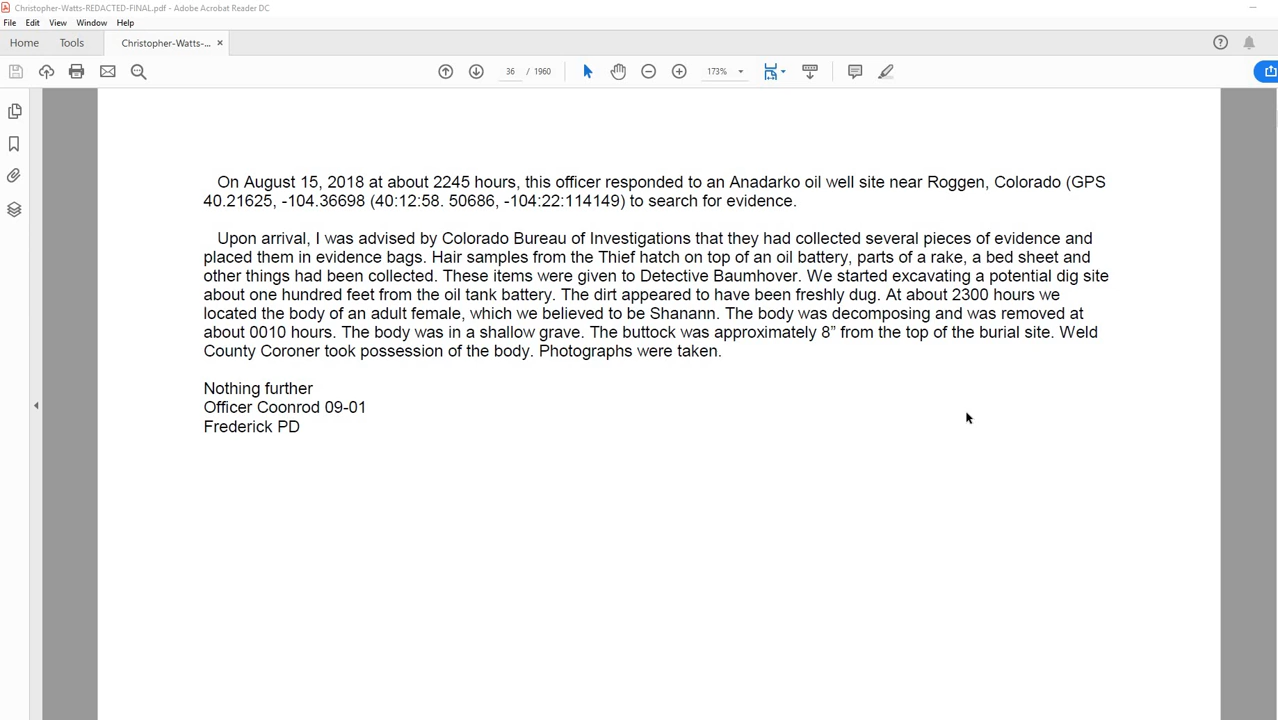 Christopher-Watts-REDACTED-FINAL.pdf - Adobe Acrobat Reader DC
File Edit View Window Help
Home Tools Christopher-Watts-... ×
36 / 1960 173%
On August 15, 2018 at about 2245 hours, this officer responded to an Anadarko oil well site near Roggen, Colorado (GPS
40.21625, -104.36698 (40:12:58. 50686, -104:22:114149) to search for evidence.
Upon arrival, I was advised by Colorado Bureau of Investigations that they had collected several pieces of evidence and
placed them in evidence bags. Hair samples from the Thief hatch on top of an oil battery, parts of a rake, a bed sheet and
other things had been collected. These items were given to Detective Baumhover. We started excavating a potential dig site
about one hundred feet from the oil tank battery. The dirt appeared to have been freshly dug. At about 2300 hours we
located the body of an adult female, which we believed to be Shanann. The body was decomposing and was removed at
about 0010 hours. The body was in a shallow grave. The buttock was approximately 8” from the top of the burial site. Weld
County Coroner took possession of the body. Photographs were taken.
Nothing further
Officer Coonrod 09-01
Frederick PD